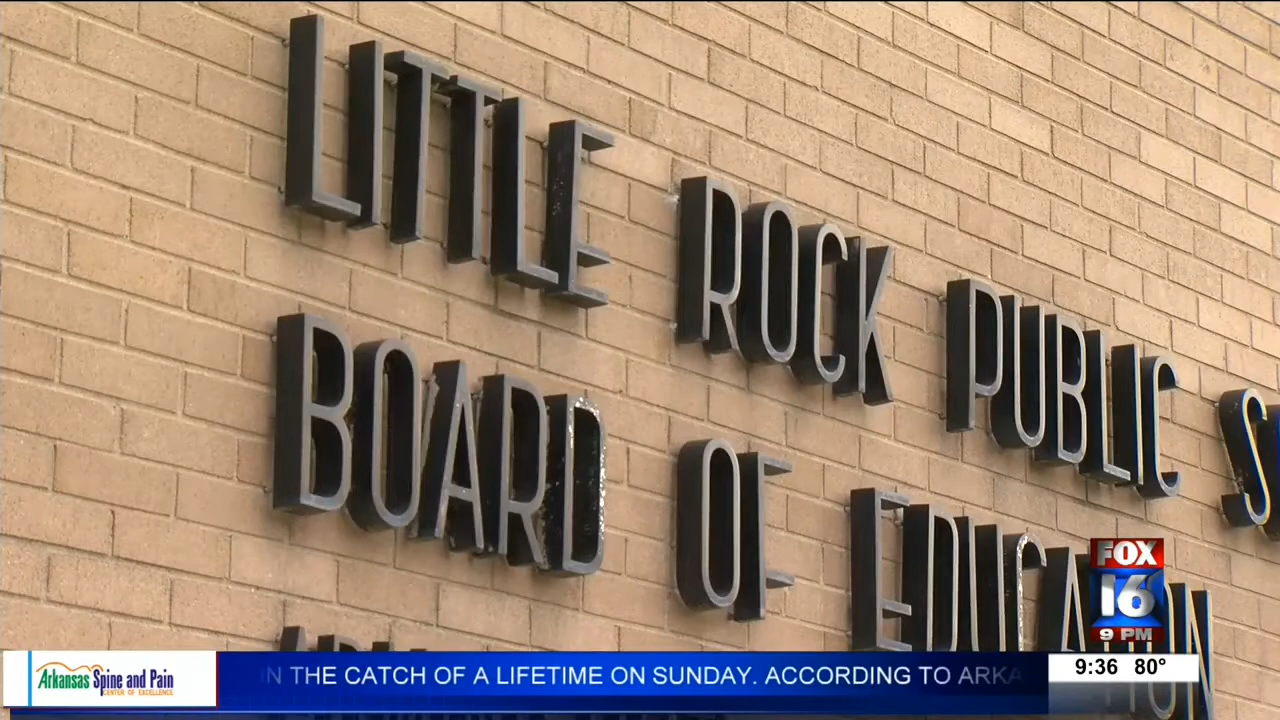 LITTLE ROCK PUBLIC S
BOARD OF EDUCATION
FOX
16
9 PM
Arkansas Spine and Pain
CENTER OF EXCELLENCE
N THE CATCH OF A LIFETIME ON SUNDAY. ACCORDING TO ARKA
9:36 80°